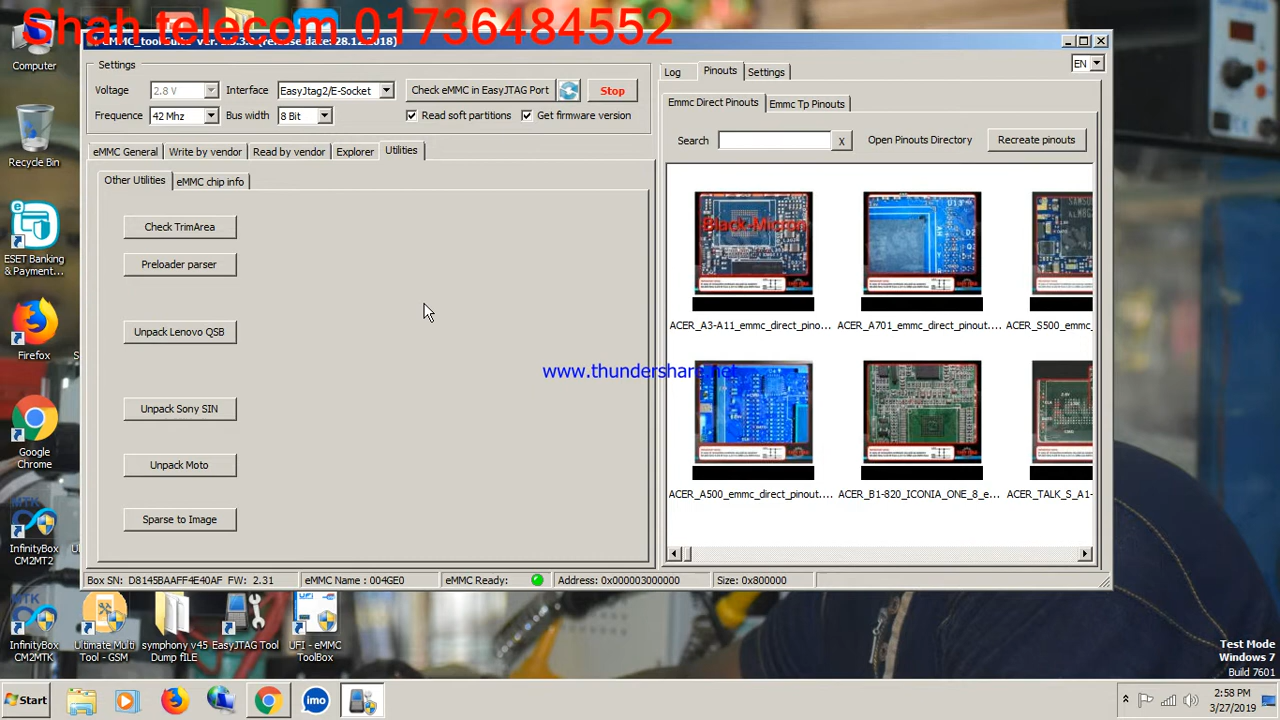 Shah telecom 01736484552
Settings
Voltage 2.8 V Interface EasyJtag2/E-Socket Check eMMC in EasyJTAG Port Stop
Frequence 42 Mhz Bus width 8 Bit Read soft partitions Get firmware version
eMMC General Write by vendor Read by vendor Explorer Utilities
Other Utilities eMMC chip info
Check TrimArea
Preloader parser
Unpack Lenovo QSB
Unpack Sony SIN
Unpack Moto
Sparse to Image
Log Pinouts Settings EN
Emmc Direct Pinouts Emmc Tp Pinouts
Search x Open Pinouts Directory Recreate pinouts
Black-Micron
ACER_A3-A11_emmc_direct_pino... ACER_A701_emmc_direct_pinout.... ACER_S500_emmc_
www.thundershare.net
ACER_A500_emmc_direct_pinout.... ACER_B1-820_ICONIA_ONE_8_e... ACER_TALK_S_A1-
Box SN: D8145BAAFF4E40AF FW: 2.31 eMMC Name : 004GE0 eMMC Ready: Address: 0x000003000000 Size: 0x800000
Computer
Recycle Bin
ESET Banking
& Payment...
Firefox
Google
Chrome
InfinityBox
CM2MT2
InfinityBox
CM2MTK
Ultimate Multi
Tool - GSM
symphony v45
Dump fILE
EasyJTAG Tool
UFI - eMMC
ToolBox
Test Mode
Windows 7
Build 7601
Start imo 2:58 PM
3/27/2019